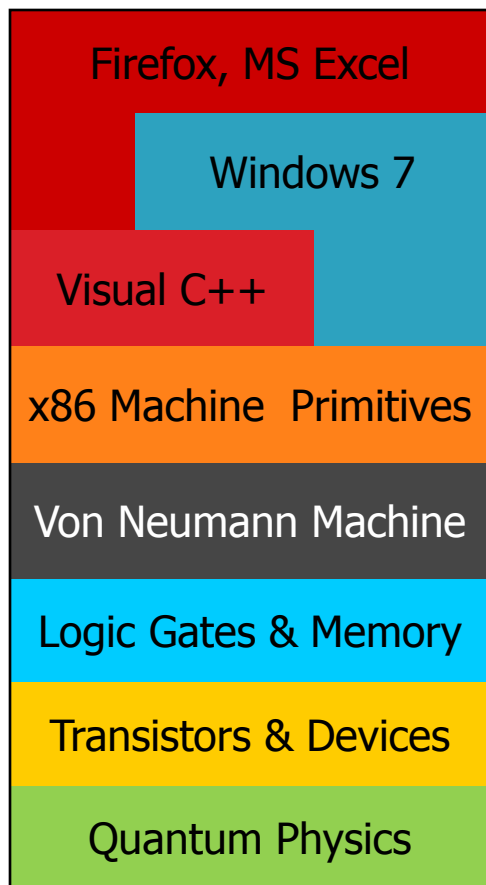 Firefox, MS Excel
Windows 7
Visual C++
x86 Machine  Primitives
Von Neumann Machine
Logic Gates & Memory
Transistors & Devices
Quantum Physics